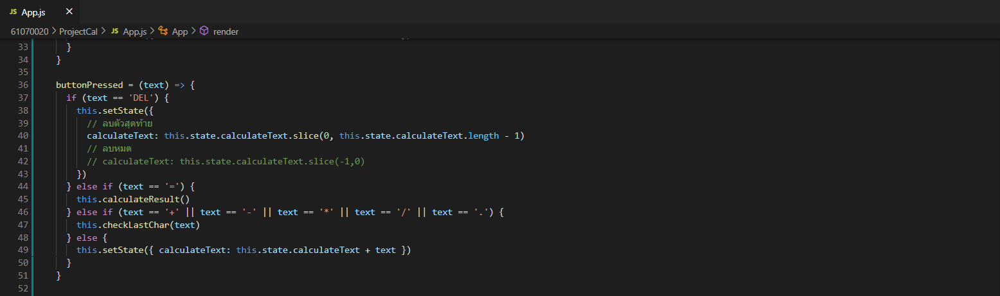 JS App.js ×
61070020 > ProjectCal > JS App.js > App > render
33 }
34 }
35
36 buttonPressed = (text) => {
37 if (text == 'DEL') {
38 this.setState({
39 // ลบตัวสุดท้าย
40 calculateText: this.state.calculateText.slice(0, this.state.calculateText.length - 1)
41 // ลบหมด
42 // calculateText: this.state.calculateText.slice(-1,0)
43 })
44 } else if (text == '=') {
45 this.calculateResult()
46 } else if (text == '+' || text == '-' || text == '*' || text == '/' || text == '.') {
47 this.checkLastChar(text)
48 } else {
49 this.setState({ calculateText: this.state.calculateText + text })
50 }
51 }
52